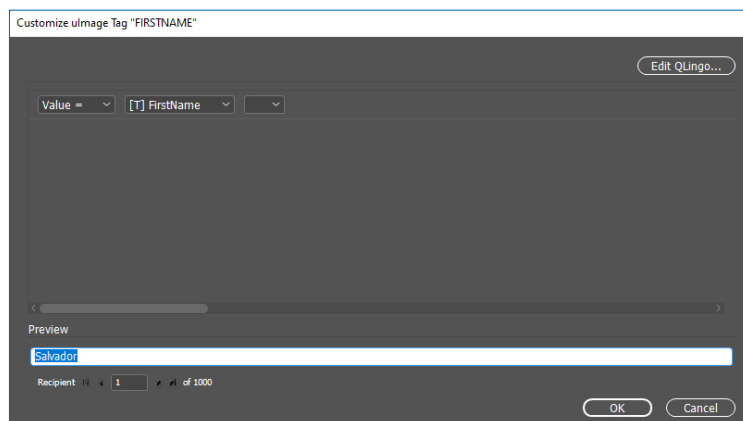 Customize uImage Tag "FIRSTNAME"
Edit QLingo...
Value = [T] FirstName
Preview
Salvador
Recipient 1 of 1000
OK Cancel